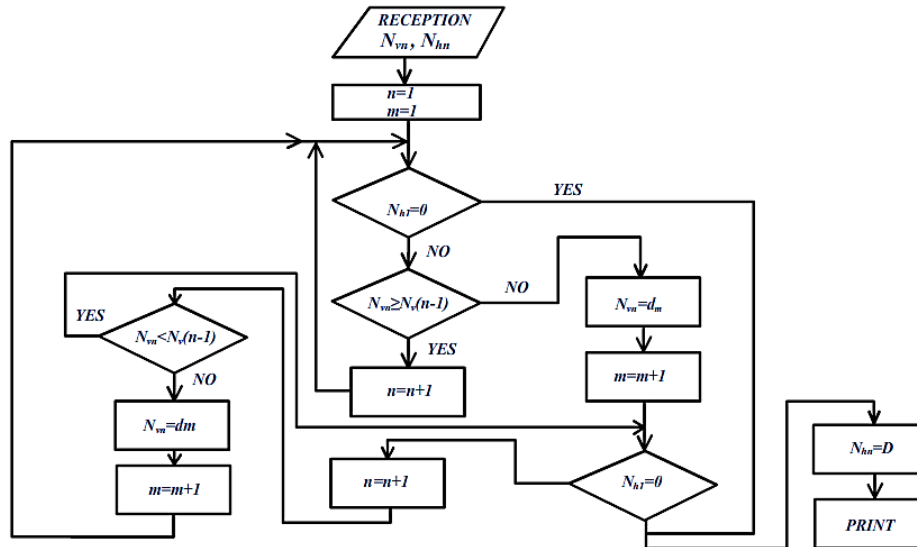 RECEPTION
Nvn, Nhn
n=1
m=1
Nh1=0
YES
NO
Nvn≥Nv(n-1)
NO
YES
n=n+1
Nvn=dm
m=m+1
YES
Nvn<Nv(n-1)
NO
Nvn=dm
m=m+1
n=n+1
Nh1=0
Nhn=D
PRINT